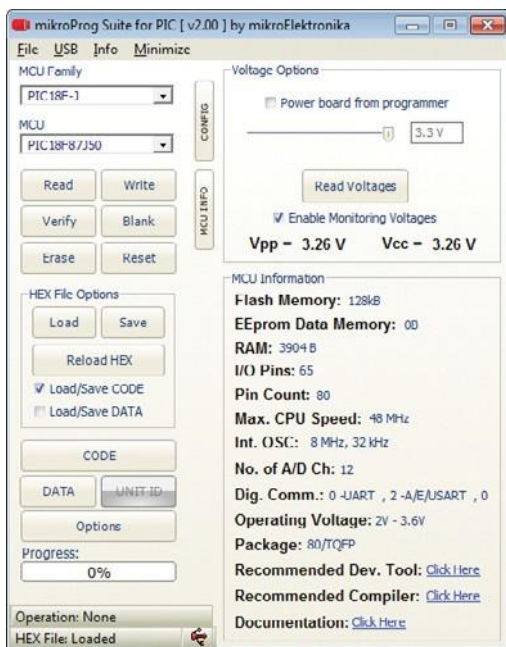 mikroProg Suite for PIC [ v2.00 ] by mikroElektronika
File USB Info Minimize
MCU Family
PIC18F-J
MCU
PIC18F87J50
Read Write
Verify Blank
Erase Reset
HEX File Options
Load Save
Reload HEX
Load/Save CODE
Load/Save DATA
CODE
DATA UNIT ID
Options
Progress:
0%
Operation: None
HEX File: Loaded
CONFIG
MCU INFO
Voltage Options
Power board from programmer
3.3 V
Read Voltages
Enable Monitoring Voltages
Vpp = 3.26 V Vcc = 3.26 V
MCU Information
Flash Memory: 128kB
EEprom Data Memory: 0B
RAM: 3904 B
I/O Pins: 65
Pin Count: 80
Max. CPU Speed: 48 MHz
Int. OSC: 8 MHz, 32 kHz
No. of A/D Ch: 12
Dig. Comm.: 0 -UART , 2 -A/E/USART , 0
Operating Voltage: 2V - 3.6V
Package: 80/TQFP
Recommended Dev. Tool: Click Here
Recommended Compiler: Click Here
Documentation: Click Here